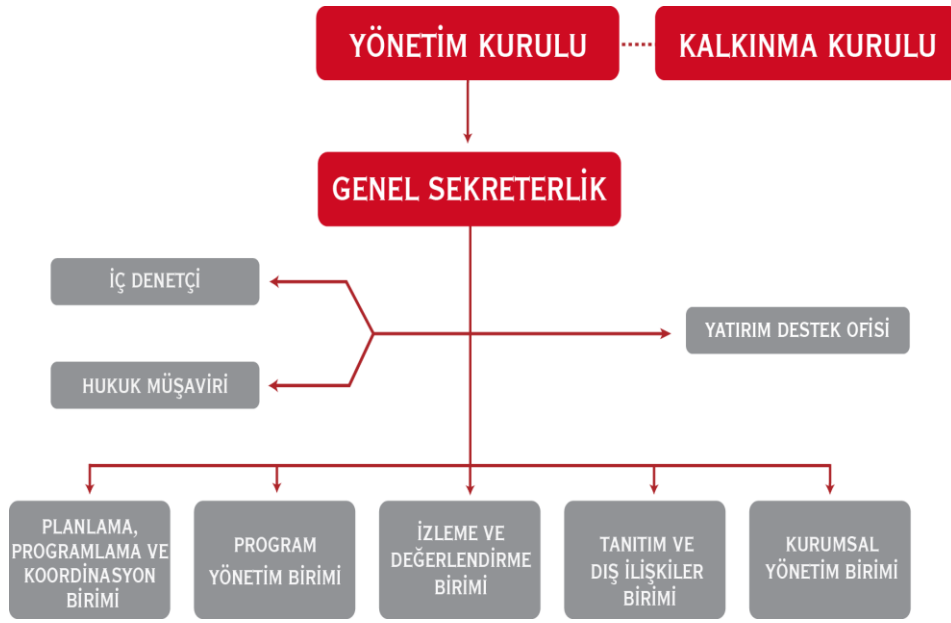 YÖNETİM KURULU
KALKINMA KURULU
GENEL SEKRETERLİK
İÇ DENETÇİ
YATIRIM DESTEK OFİSİ
HUKUK MÜŞAVİRİ
PLANLAMA,
PROGRAMLAMA VE
KOORDİNASYON
BİRİMİ
PROGRAM
YÖNETİM BİRİMİ
İZLEME VE
DEĞERLENDİRME
BİRİMİ
TANITIM VE
DIŞ İLİŞKİLER
BİRİMİ
KURUMSAL
YÖNETİM BİRİMİ